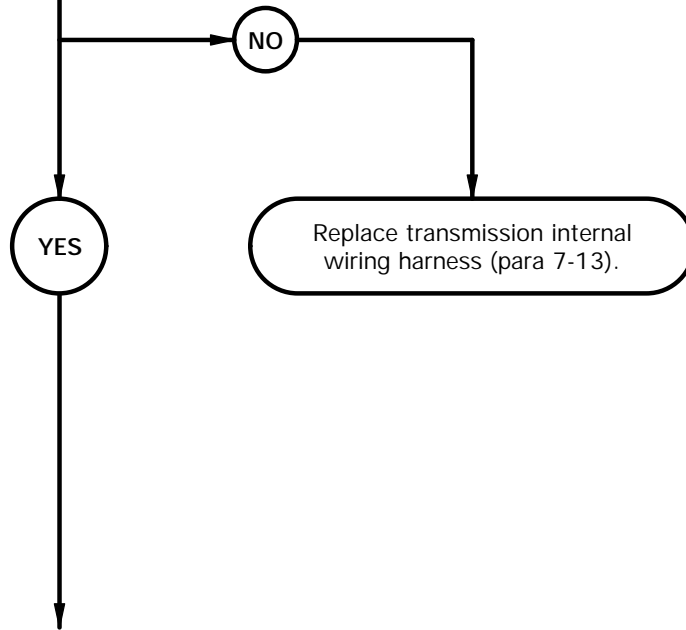 NO
YES
Replace transmission internal
wiring harness (para 7-13).